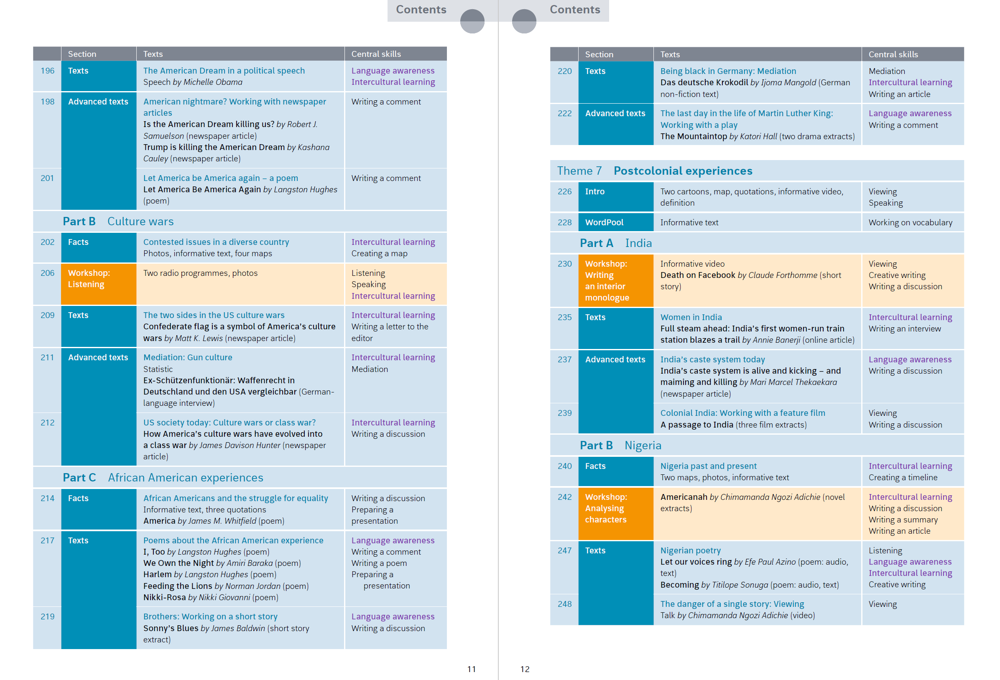 Contents
Section Texts Central skills
196 Texts The American Dream in a political speech Language awareness
Speech by Michelle Obama Intercultural learning
198 Advanced texts American nightmare? Working with newspaper Writing a comment
articles
Is the American Dream killing us? by Robert J.
Samuelson (newspaper article)
Trump is killing the American Dream by Kashana
Cauley (newspaper article)
201 Let America be America again – a poem Writing a comment
Let America Be America Again by Langston Hughes
(poem)
Part B Culture wars
202 Facts Contested issues in a diverse country Intercultural learning
Photos, informative text, four maps Creating a map
206 Workshop: Two radio programmes, photos Listening
Listening Speaking
Intercultural learning
209 Texts The two sides in the US culture wars Intercultural learning
Confederate flag is a symbol of America’s culture Writing a letter to the
wars by Matt K. Lewis (newspaper article) editor
211 Advanced texts Mediation: Gun culture Intercultural learning
Statistic Mediation
Ex-Schützenfunktionär: Waffenrecht in
Deutschland und den USA vergleichbar (German-
language interview)
212 US society today: Culture wars or class war? Intercultural learning
How America’s culture wars have evolved into Writing a discussion
a class war by James Davison Hunter (newspaper
article)
Part C African American experiences
214 Facts African Americans and the struggle for equality Writing a discussion
Informative text, three quotations Preparing a
America by James M. Whitfield (poem) presentation
217 Texts Poems about the African American experience Language awareness
I, Too by Langston Hughes (poem) Writing a comment
We Own the Night by Amiri Baraka (poem) Writing a poem
Harlem by Langston Hughes (poem) Preparing a
Feeding the Lions by Norman Jordan (poem) presentation
Nikki-Rosa by Nikki Giovanni (poem)
219 Brothers: Working on a short story Language awareness
Sonny’s Blues by James Baldwin (short story Writing a discussion
extract)
11
Contents
Section Texts Central skills
220 Texts Being black in Germany: Mediation Mediation
Das deutsche Krokodil by Ijoma Mangold (German Intercultural learning
non-fiction text) Writing an article
222 Advanced texts The last day in the life of Martin Luther King: Language awareness
Working with a play Writing a comment
The Mountaintop by Katori Hall (two drama extracts)
Theme 7 Postcolonial experiences
226 Intro Two cartoons, map, quotations, informative video, Viewing
definition Speaking
228 WordPool Informative text Working on vocabulary
Part A India
230 Workshop: Informative video Viewing
Writing Death on Facebook by Claude Forthomme (short Creative writing
an interior story) Writing a discussion
monologue
235 Texts Women in India Intercultural learning
Full steam ahead: India’s first women-run train Writing an interview
station blazes a trail by Annie Banerji (online article)
237 Advanced texts India’s caste system today Language awareness
India’s caste system is alive and kicking – and Writing a discussion
maiming and killing by Mari Marcel Thekaekara
(newspaper article)
239 Colonial India: Working with a feature film Viewing
A passage to India (three film extracts) Writing a discussion
Part B Nigeria
240 Facts Nigeria past and present Intercultural learning
Two maps, photos, informative text Creating a timeline
242 Workshop: Americanah by Chimamanda Ngozi Adichie (novel Intercultural learning
Analysing extracts) Writing a discussion
characters Writing a summary
Writing an article
247 Texts Nigerian poetry Listening
Let our voices ring by Efe Paul Azino (poem: audio, Language awareness
text) Intercultural learning
Becoming by Titilope Sonuga (poem: audio, text) Creative writing
248 The danger of a single story: Viewing Viewing
Talk by Chimamanda Ngozi Adichie (video)
12